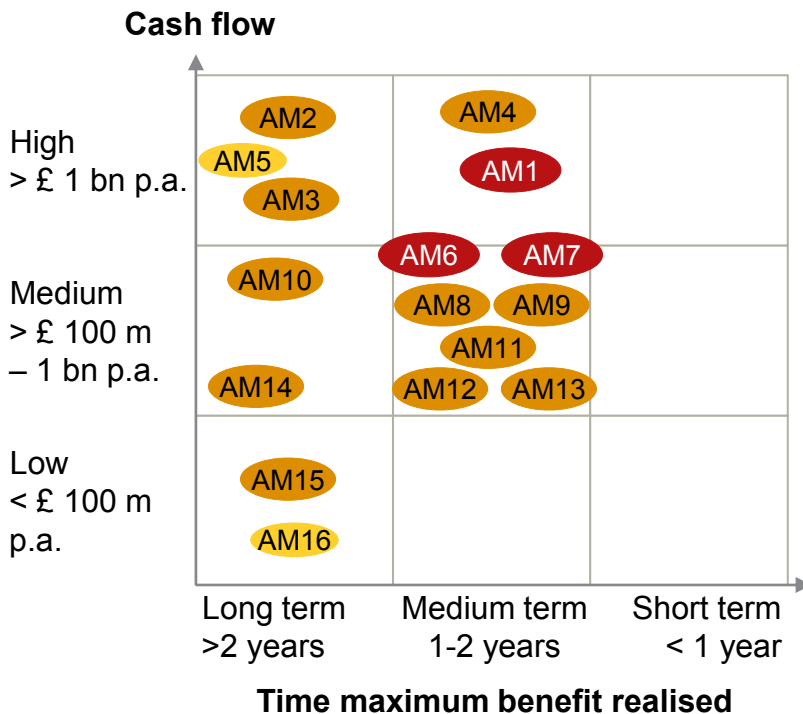 Cash flow
High
> £ 1 bn p.a.
AM2
AM4
AM5
AM1
AM3
Medium
> £ 100 m
– 1 bn p.a.
AM6
AM7
AM10
AM8
AM9
AM11
AM14
AM12
AM13
Low
< £ 100 m
p.a.
AM15
AM16
Long term
>2 years
Medium term
1-2 years
Short term
< 1 year
Time maximum benefit realised